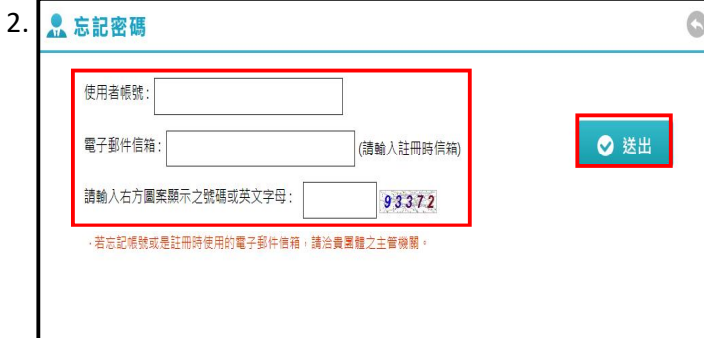 2.
忘記密碼
使用者帳號：
電子郵件信箱： (請輸入註冊時信箱)
請輸入右方圖案顯示之號碼或英文字母： 93372
送出
·若忘記帳號或是註冊時使用的電子郵件信箱，請洽貴團體之主管機關。